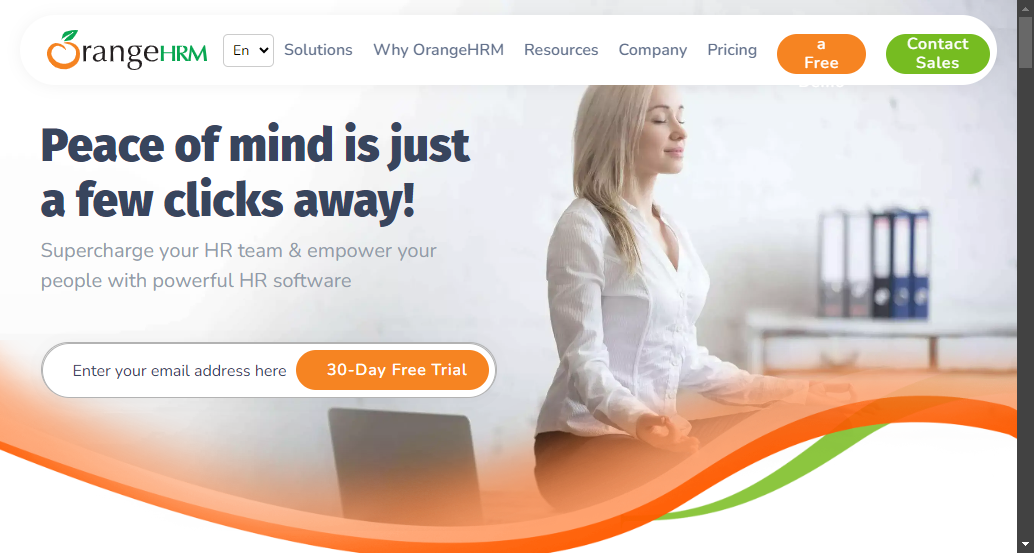 OrangeHRM
En
Solutions
Why OrangeHRM
Resources
Company
Pricing
a
Free
Contact
Sales
Peace of mind is just
a few clicks away!
Supercharge your HR team & empower your
people with powerful HR software
Enter your email address here
30-Day Free Trial